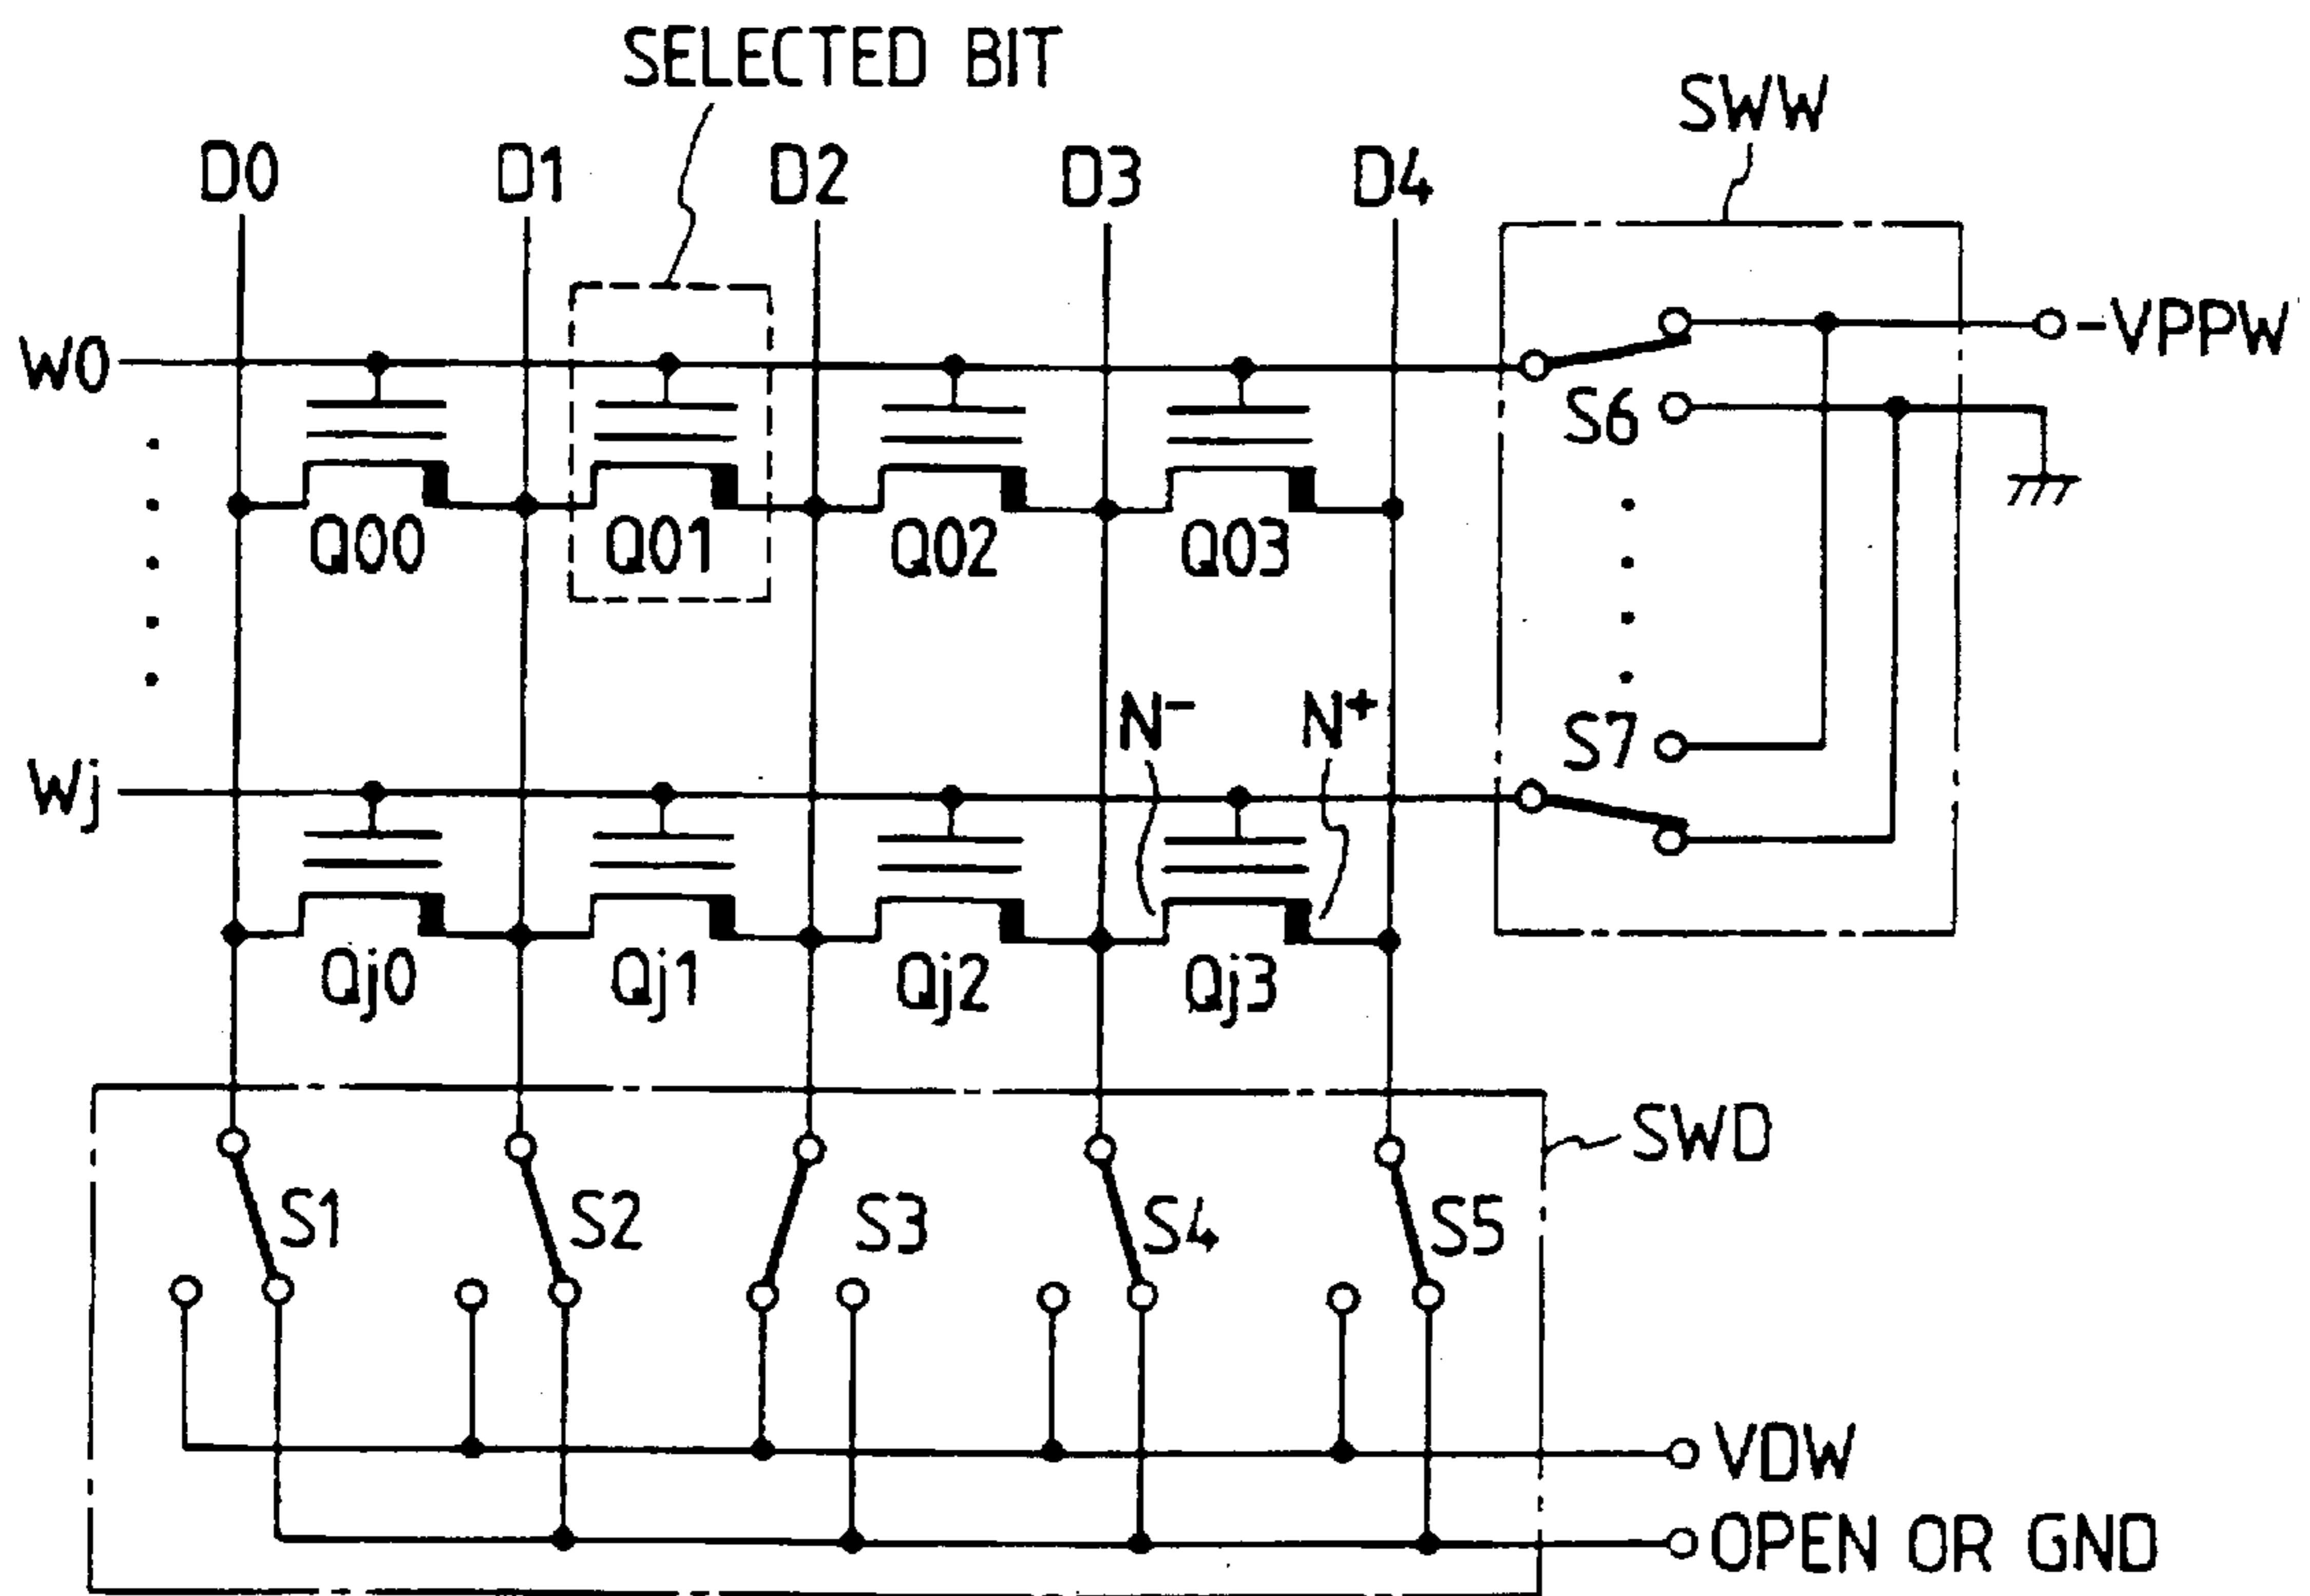 SELECTED BIT
SWW
D0 D1 D2 D3 D4
-VPPW
W0
S6
Q00 Q01 Q02 Q03
N- N+
S7
Wj
Qj0 Qj1 Qj2 Qj3
SWD
S1 S2 S3 S4 S5
VDW
OPEN OR GND